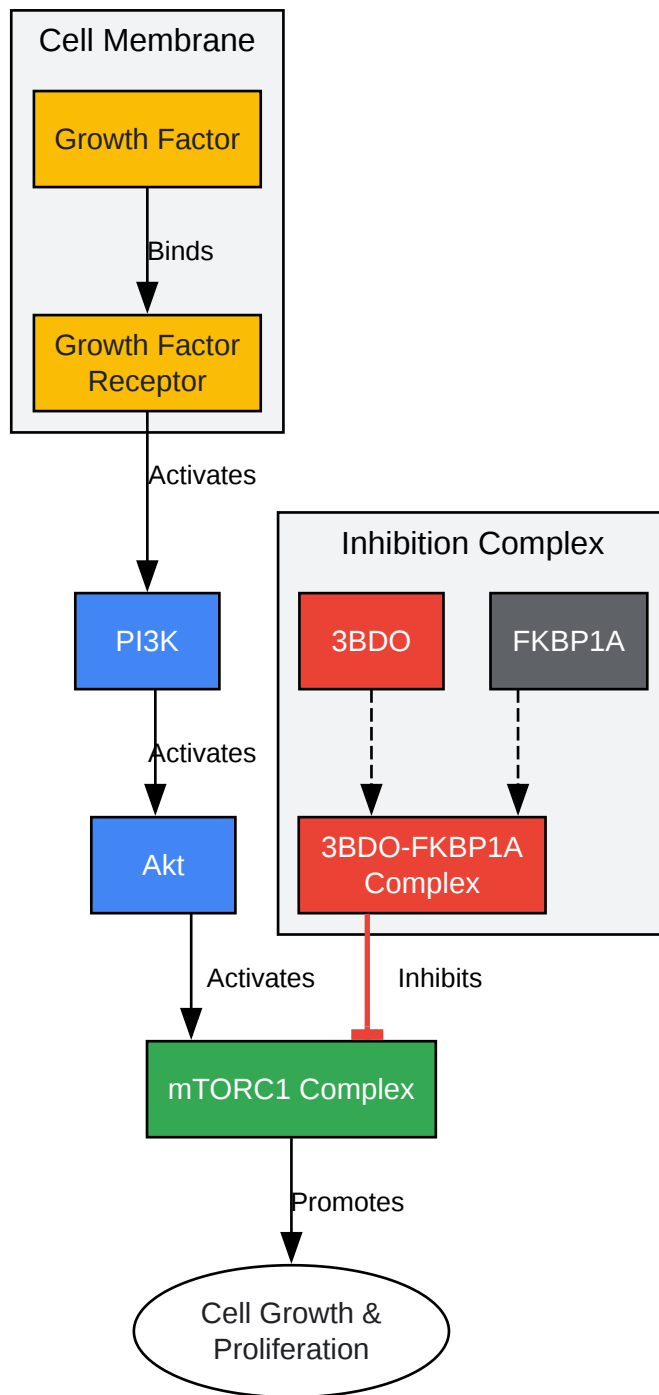 Cell Membrane
Growth Factor
Binds
Growth Factor
Receptor
Activates
Inhibition Complex
PI3K
3BDO
FKBP1A
Activates
Akt
3BDO-FKBP1A
Complex
Activates
Inhibits
mTORC1 Complex
Promotes
Cell Growth &
Proliferation